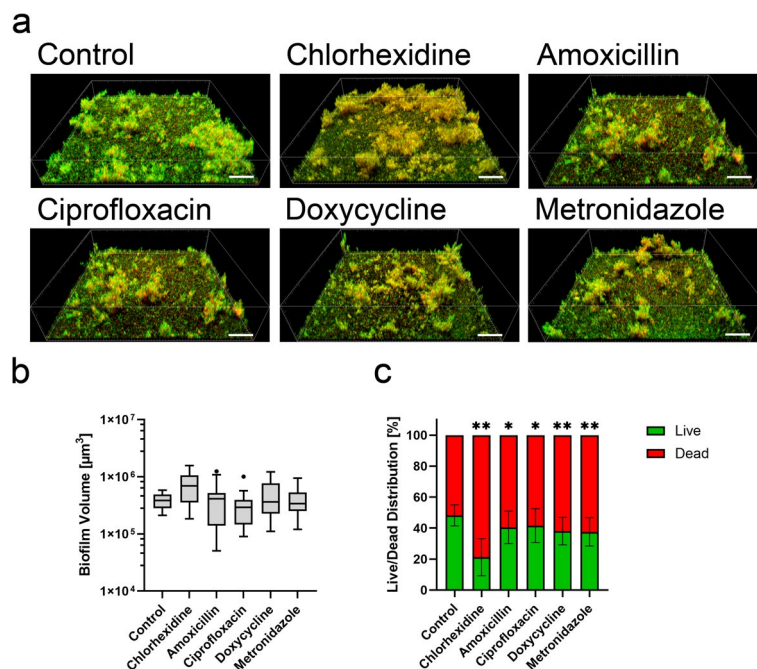 a
Control
Chlorhexidine
Amoxicillin
Ciprofloxacin
Doxycycline
Metronidazole
b
c
Biofilm Volume [µm³]
1×10⁷
1×10⁶
1×10⁵
1×10⁴
Control
Chlorhexidine
Amoxicillin
Ciprofloxacin
Doxycycline
Metronidazole
Live/Dead Distribution [%]
100
80
60
40
20
0
** * * ** **
Control
Chlorhexidine
Amoxicillin
Ciprofloxacin
Doxycycline
Metronidazole
Live
Dead